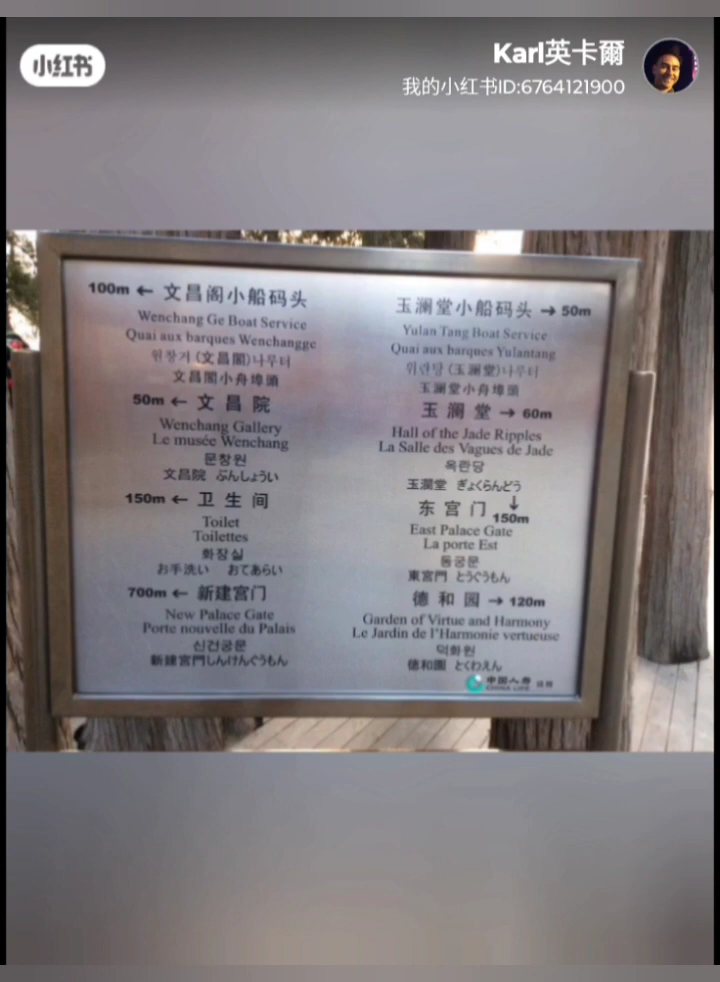 小红书
Karl英卡爾
我的小红书ID:6764121900
100m ← 文昌阁小船码头
Wenchang Ge Boat Service
Quai aux barques Wenchangge
원창거 (文昌閣)나루터
文昌閣小舟埠頭
50m ← 文昌院
Wenchang Gallery
Le musée Wenchang
문창원
文昌院 ぶんしょうい
150m ← 卫生间
Toilet
Toilettes
화장실
お手洗い おてあらい
700m ← 新建宫门
New Palace Gate
Porte nouvelle du Palais
신건궁문
新建宮門しんけんぐうもん
玉澜堂小船码头 → 50m
Yulan Tang Boat Service
Quai aux barques Yulantang
위란탕 (玉瀾堂)나루터
玉瀾堂小舟埠頭
玉澜堂 → 60m
Hall of the Jade Ripples
La Salle des Vagues de Jade
옥란당
玉瀾堂 ぎょくらんどう
东宫门 ↓ 150m
East Palace Gate
La porte Est
동궁문
東宮門 とうぐうもん
德和园 → 120m
Garden of Virtue and Harmony
Le Jardin de l'Harmonie vertueuse
덕화원
德和園 とくわえん
中国人寿
CHINA LIFE